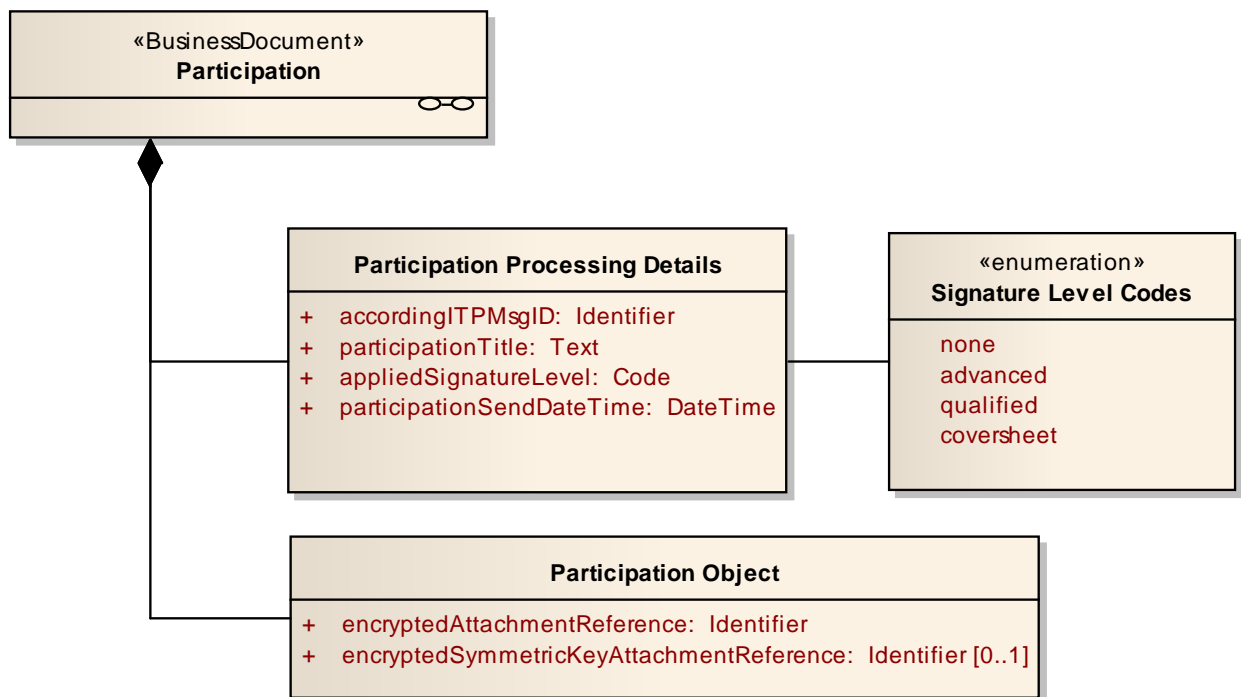 «BusinessDocument»
Participation
Participation Processing Details
+ accordingITPMsgID: Identifier
+ participationTitle: Text
+ appliedSignatureLevel: Code
+ participationSendDateTime: DateTime
«enumeration»
Signature Level Codes
none
advanced
qualified
coversheet
Participation Object
+ encryptedAttachmentReference: Identifier
+ encryptedSymmetricKeyAttachmentReference: Identifier [0..1]